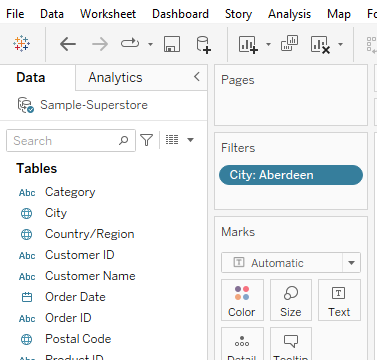 File Data Worksheet Dashboard Story Analysis Map Fo
Data Analytics
Sample-Superstore
Search
Tables
Abc Category
City
Country/Region
Abc Customer ID
Abc Customer Name
Order Date
Abc Order ID
Postal Code
Abc Product ID
Pages
Filters
City: Aberdeen
Marks
T Automatic
Color Size Text
Detail Tooltip